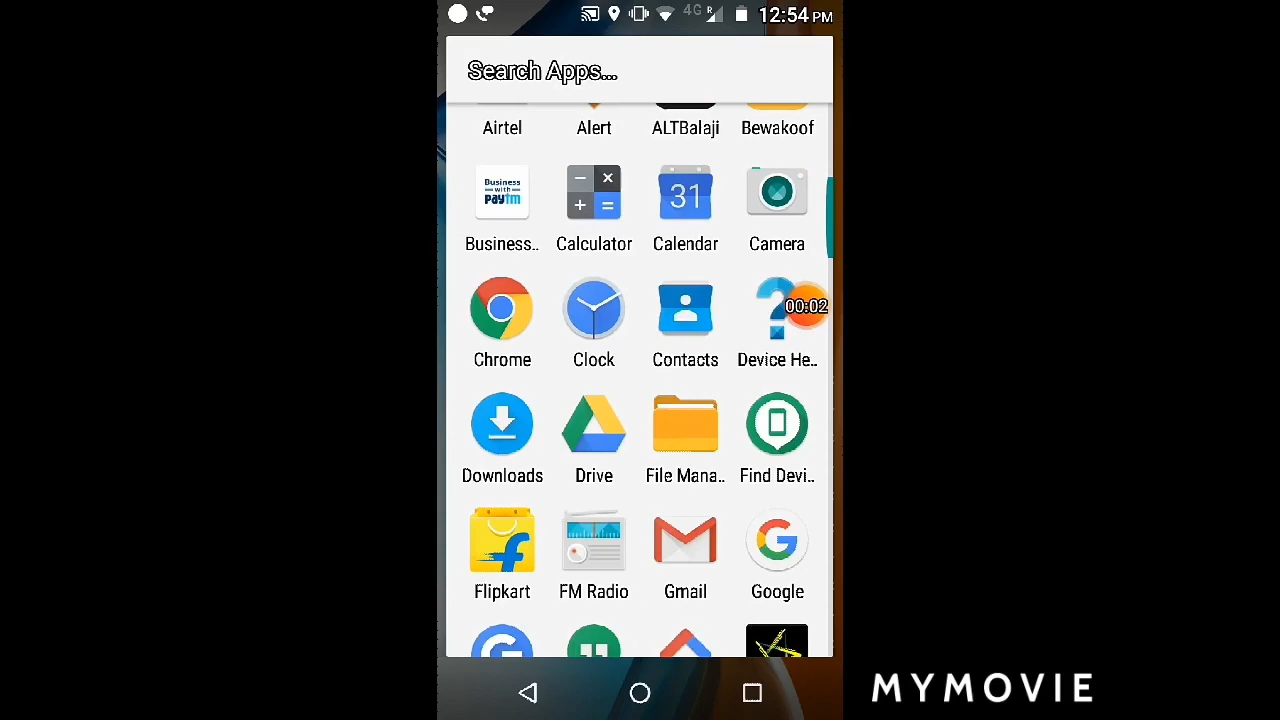 12:54 PM
4G R
Search Apps...
Airtel Alert ALTBalaji Bewakoof
Business with paytm
31
Business.. Calculator Calendar Camera
00:02
Chrome Clock Contacts Device He..
Downloads Drive File Mana.. Find Devi..
Flipkart FM Radio Gmail Google
MYMOVIE